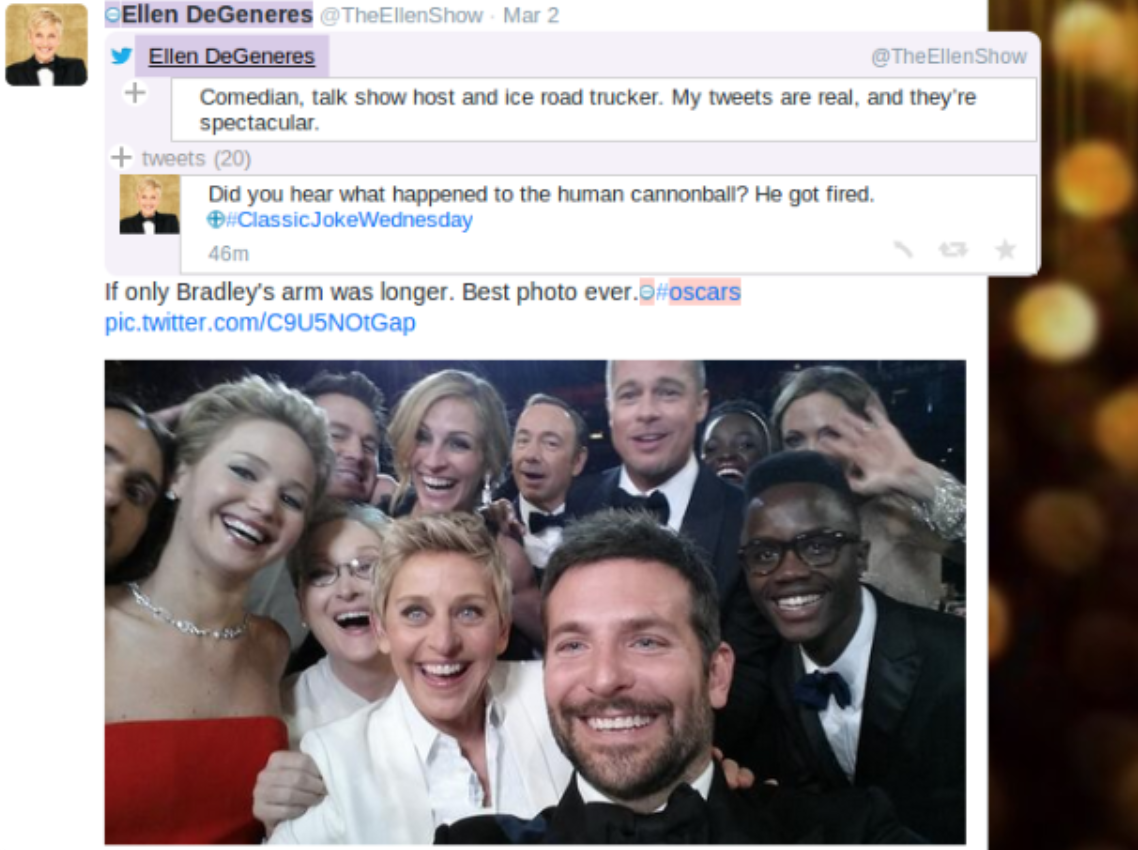 Ellen DeGeneres @TheEllenShow · Mar 2
Ellen DeGeneres @TheEllenShow
Comedian, talk show host and ice road trucker. My tweets are real, and they're
spectacular.
tweets (20)
Did you hear what happened to the human cannonball? He got fired.
#ClassicJokeWednesday
46m
If only Bradley's arm was longer. Best photo ever. #oscars
pic.twitter.com/C9U5NOtGap